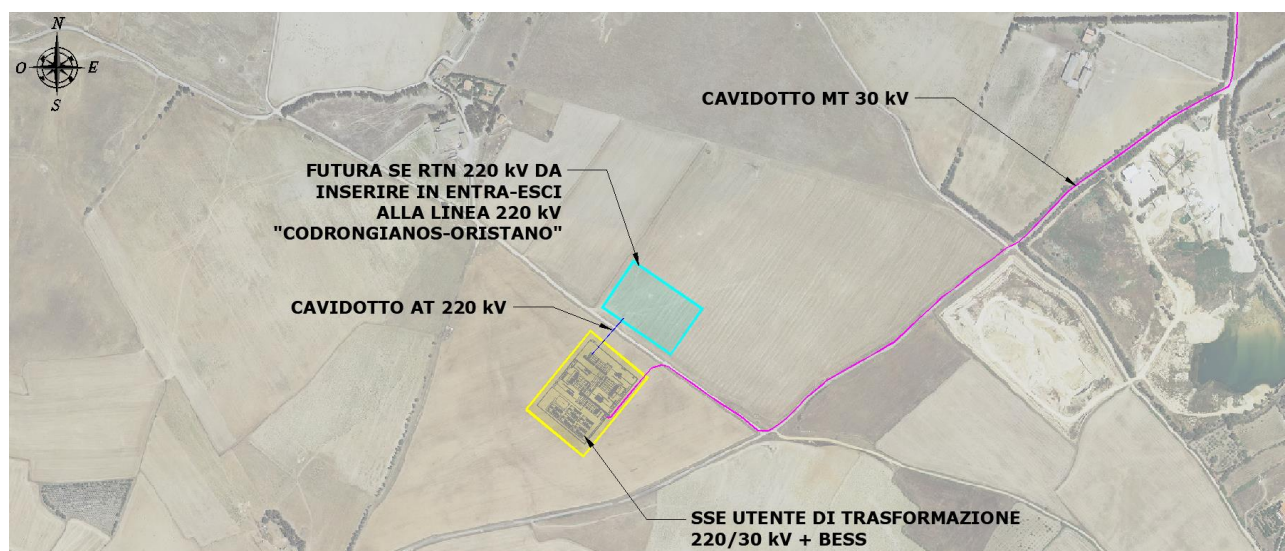 N
O
E
S
CAVIDOTTO MT 30 kV
FUTURA SE RTN 220 kV DA
INSERIRE IN ENTRA-ESCI
ALLA LINEA 220 kV
"CODRONGIANOS-ORISTANO"
CAVIDOTTO AT 220 kV
SSE UTENTE DI TRASFORMAZIONE
220/30 kV + BESS